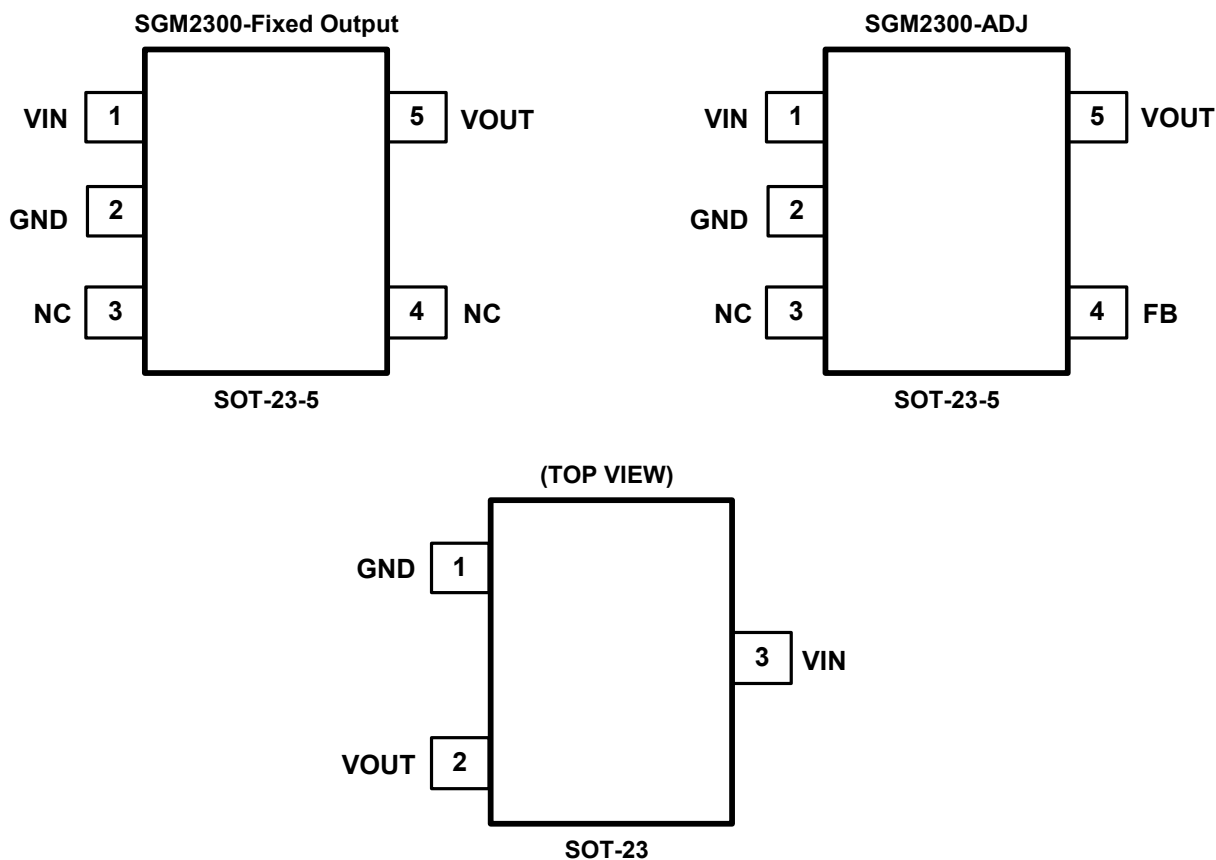 SGM2300-Fixed Output
VIN 1 5 VOUT
GND 2
NC 3 4 NC
SOT-23-5
SGM2300-ADJ
VIN 1 5 VOUT
GND 2
NC 3 4 FB
SOT-23-5
(TOP VIEW)
GND 1
3 VIN
VOUT 2
SOT-23